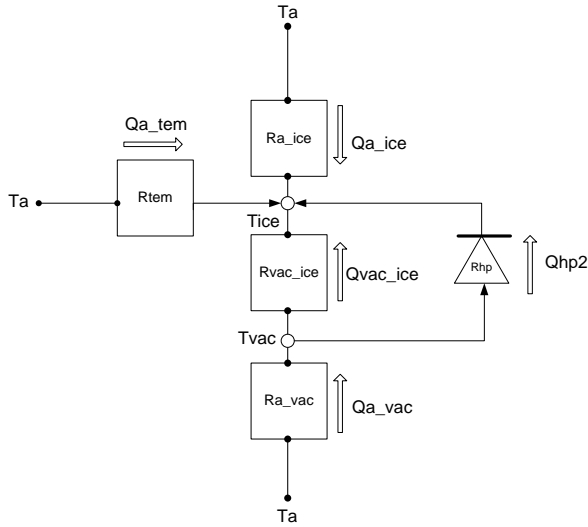 Ta
Qa_tem
Ra_ice
Qa_ice
Ta
Rtem
Tice
Rvac_ice
Qvac_ice
Rhp
Qhp2
Tvac
Ra_vac
Qa_vac
Ta